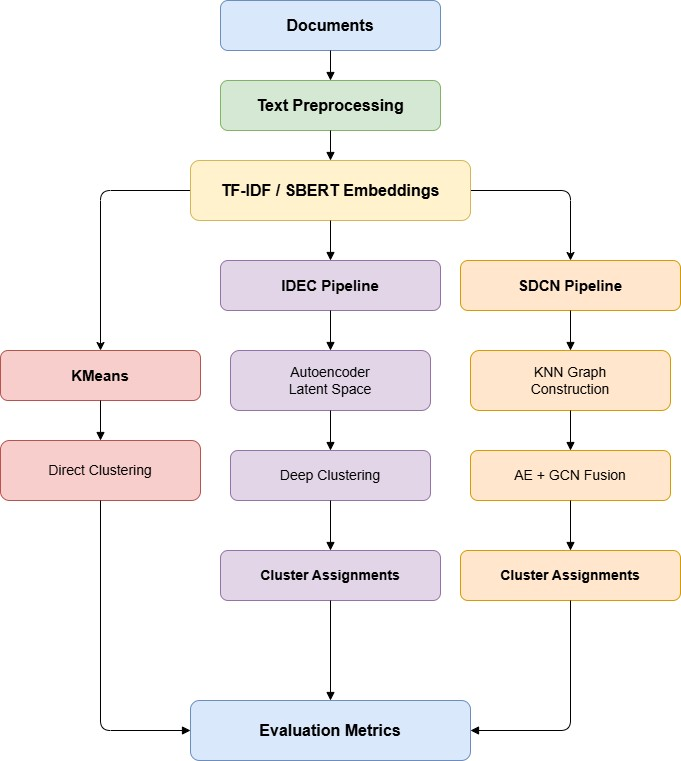 Documents
Text Preprocessing
TF-IDF / SBERT Embeddings
IDEC Pipeline
SDCN Pipeline
KMeans
Autoencoder
Latent Space
KNN Graph
Construction
Direct Clustering
Deep Clustering
AE + GCN Fusion
Cluster Assignments
Cluster Assignments
Evaluation Metrics